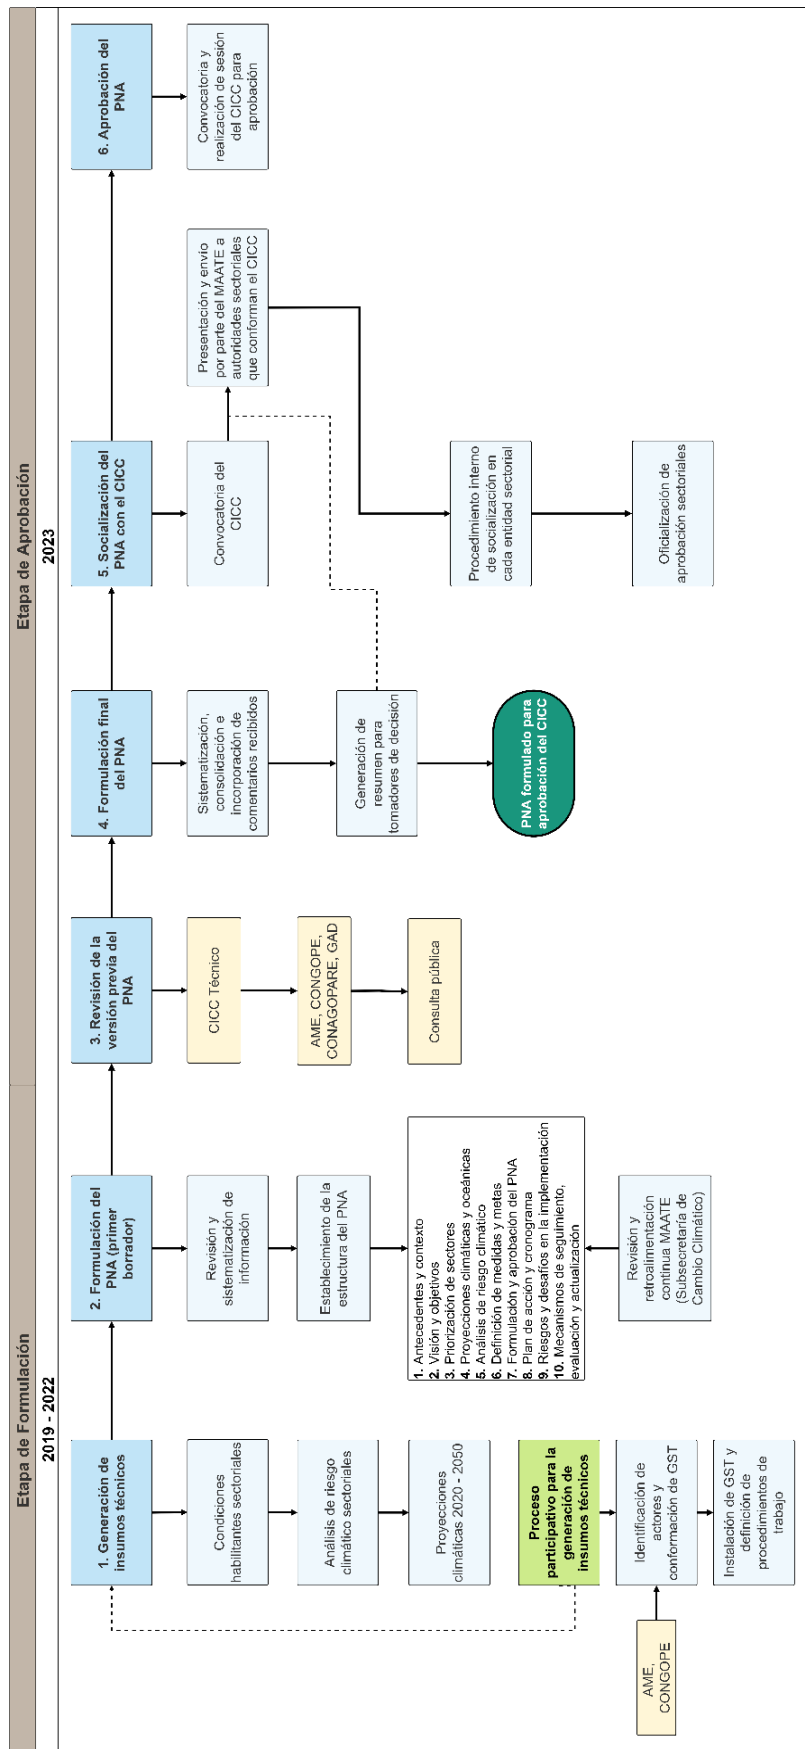 Etapa de Formulación
Etapa de Aprobación
2019 - 2022
2023
1. Generación de
insumos técnicos
Condiciones
habilitantes sectoriales
Análisis de riesgo
climático sectoriales
Proyecciones
climáticas 2020 - 2050
Proceso
participativo para la
generación de
insumos técnicos
Identificación de
actores y
conformación de GST
Instalación de GST y
definición de
procedimientos de
trabajo
AME,
CONGOPE
2. Formulación del
PNA (primer
borrador)
Revisión y
sistematización de
información
Establecimiento de la
estructura del PNA
1. Antecedentes y contexto
2. Visión y objetivos
3. Priorización de sectores
4. Proyecciones climáticas y oceánicas
5. Análisis de riesgo climático
6. Definición de medidas y metas
7. Formulación y aprobación del PNA
8. Plan de acción y cronograma
9. Riesgos y desafíos en la implementación
10. Mecanismos de seguimiento,
evaluación y actualización
Revisión y
retroalimentación
continua MAATE
(Subsecretaría de
Cambio Climático)
3. Revisión de la
versión previa del
PNA
CICC Técnico
AME, CONGOPE,
CONAGOPARE, GAD
Consulta pública
4. Formulación final
del PNA
Sistematización,
consolidación e
incorporación de
comentarios recibidos
Generación de
resumen para
tomadores de decisión
PNA formulado para
aprobación del CICC
5. Socialización del
PNA con el CICC
Convocatoria del
CICC
Presentación y envío
por parte del MAATE a
autoridades sectoriales
que conforman el CICC
Procedimiento interno
de socialización en
cada entidad sectorial
Oficialización de
aprobación sectoriales
6. Aprobación del
PNA
Convocatoria y
realización de sesión
del CICC para
aprobación